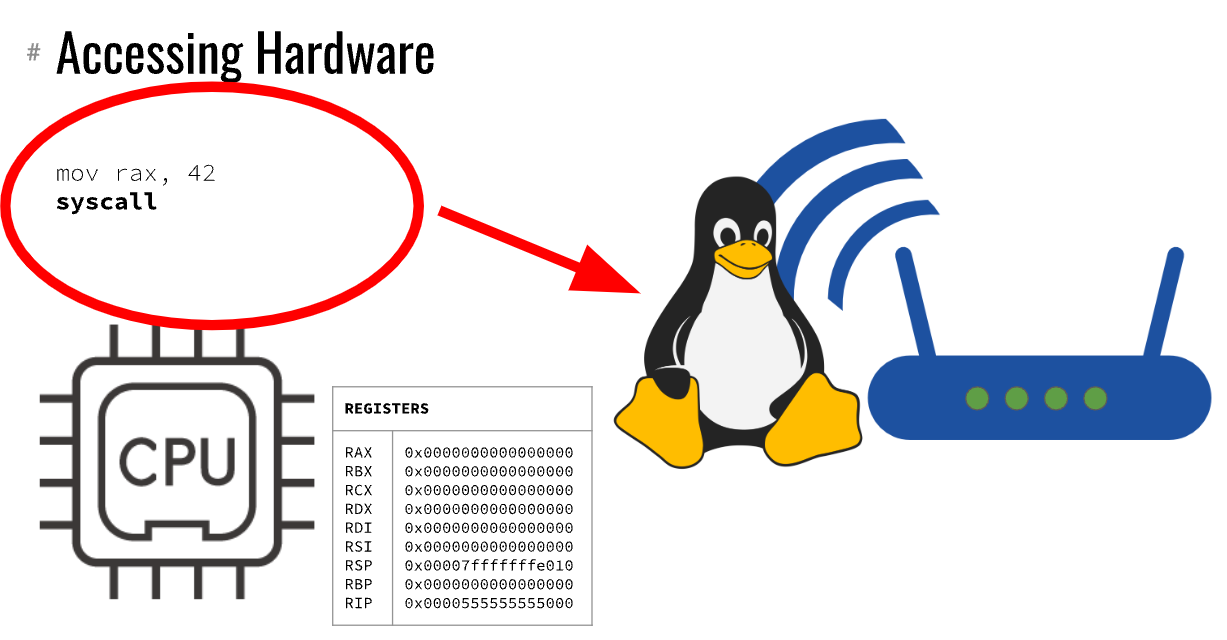 # Accessing Hardware
mov rax, 42
syscall
CPU
REGISTERS
RAX 0x0000000000000000
RBX 0x0000000000000000
RCX 0x0000000000000000
RDX 0x0000000000000000
RDI 0x0000000000000000
RSI 0x0000000000000000
RSP 0x00007fffffffe010
RBP 0x0000000000000000
RIP 0x0000555555555000